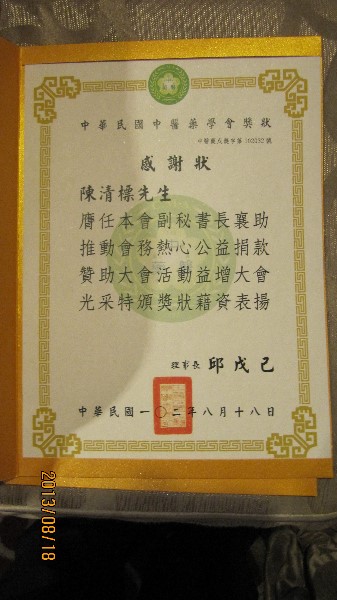 中華民國中醫藥學會獎狀
感謝狀
陳清標先生
膺任本會副秘書長襄助
推動會務熱心公益捐款
贊助大會活動益增大會
光采特頒獎狀藉資表揚
理事長 邱戊己
中華民國一〇二年八月十八日
2013/08/18